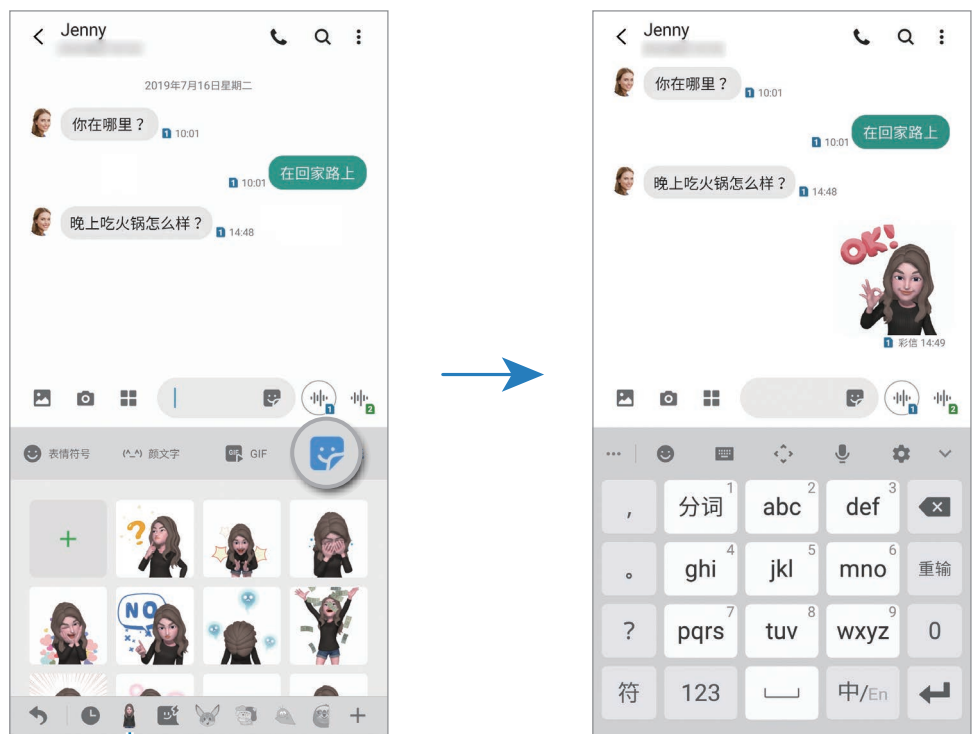 Jenny
2019年7月16日星期二
你在哪里？
1 10:01
在回家路上
1 10:01
晚上吃火锅怎么样？
1 14:48
1
2
表情符号
(^_^) 颜文字
GIF GIF
+
?
NO
+
Jenny
你在哪里？
1 10:01
在回家路上
1 10:01
晚上吃火锅怎么样？
1 14:48
OK!
1 彩信 14:49
1
2
...
, 分词 1 abc 2 def 3
。 ghi 4 jkl 5 mno 6 重输
? pqrs 7 tuv 8 wxyz 9 0
符 123 中/En